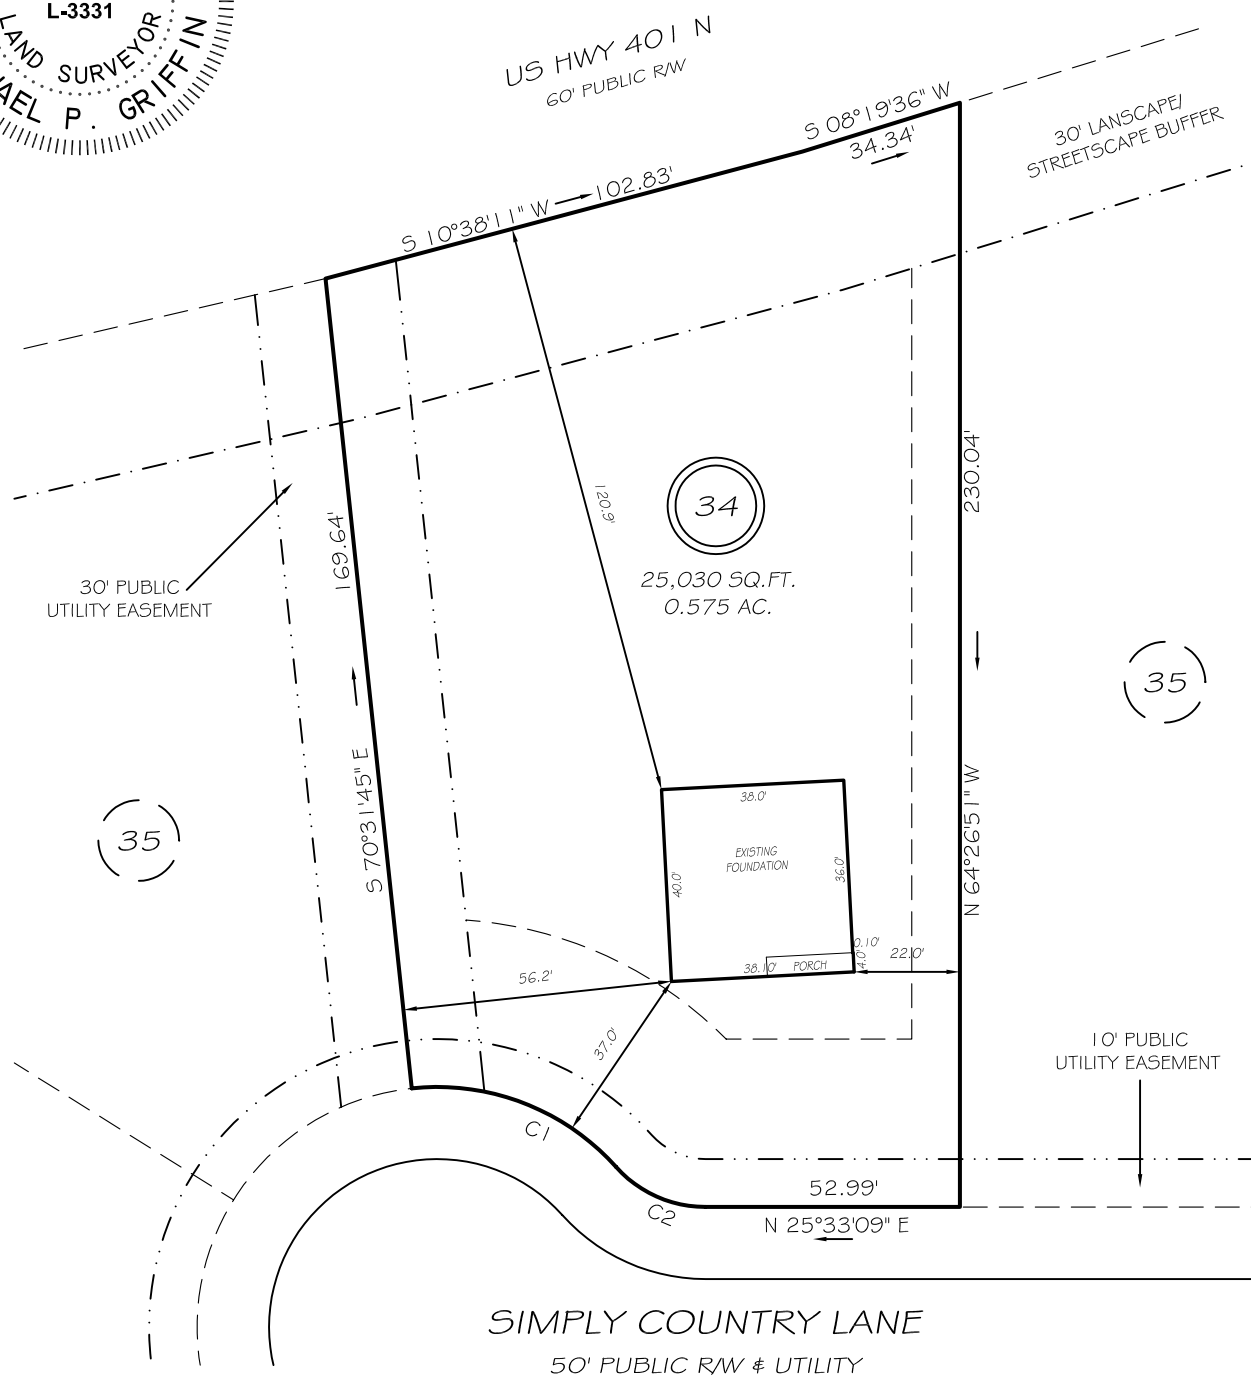 L-3331
LAND SURVEYOR
P. GRIFFIN
US HWY 401 N
60' PUBLIC R/W
S 08°19'36" W
34.34'
30' LANSCAPE/
STREETSCAPE BUFFER
S 10°38'11" W
102.83'
169.64'
S 70°31'45" E
120.9'
34
25,030 SQ.FT.
0.575 AC.
230.04'
N 64°26'51" W
30' PUBLIC
UTILITY EASEMENT
35
35
38.0'
EXISTING
FOUNDATION
40.0'
36.0'
0.10'
4.0'
38.10'
PORCH
22.0'
56.2'
37.0'
10' PUBLIC
UTILITY EASEMENT
C1
C2
52.99'
N 25°33'09" E
SIMPLY COUNTRY LANE
50' PUBLIC R/W & UTILITY